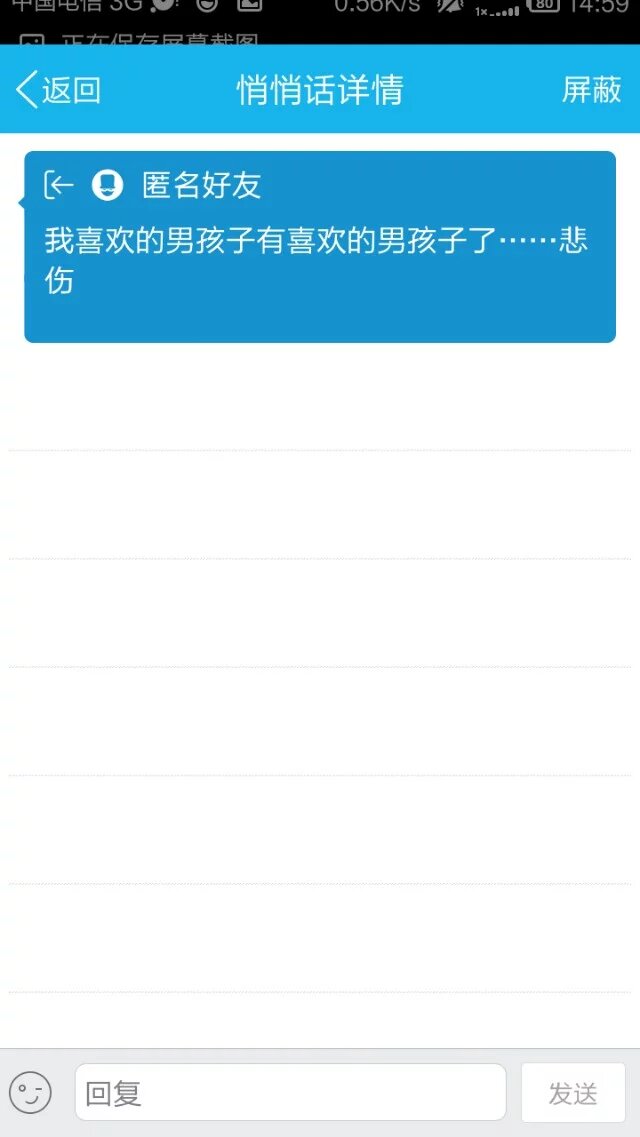 中国电信 3G 0.56K/s 1× 80 14:59
正在保存屏幕截图
返回 悄悄话详情 屏蔽
匿名好友
我喜欢的男孩子有喜欢的男孩子了……悲
伤
回复 发送